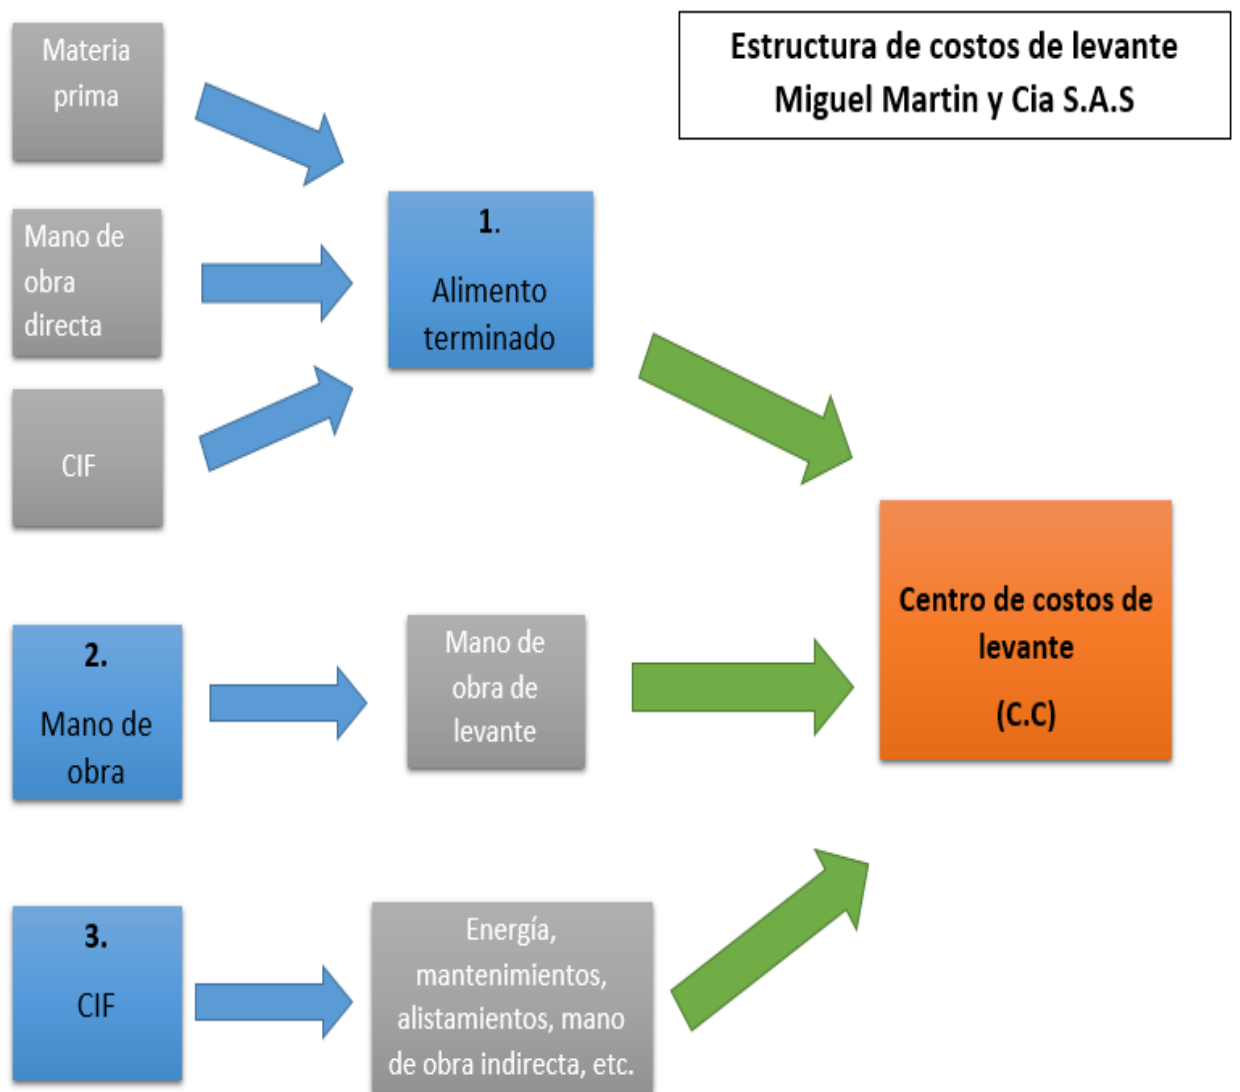 Estructura de costos de levante
Miguel Martin y Cia S.A.S
Materia
prima
Mano de
obra
directa
CIF
1.
Alimento
terminado
2.
Mano de
obra
Mano de
obra de
levante
3.
CIF
Energía,
mantenimientos,
alistamientos, mano
de obra indirecta, etc.
Centro de costos de
levante
(C.C)